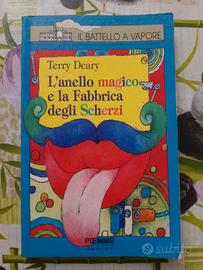 IL BATTELLO A VAPORE
Terry Deary
L'anello magico
e la Fabbrica
degli Scherzi
PIEMME
Junior
subito